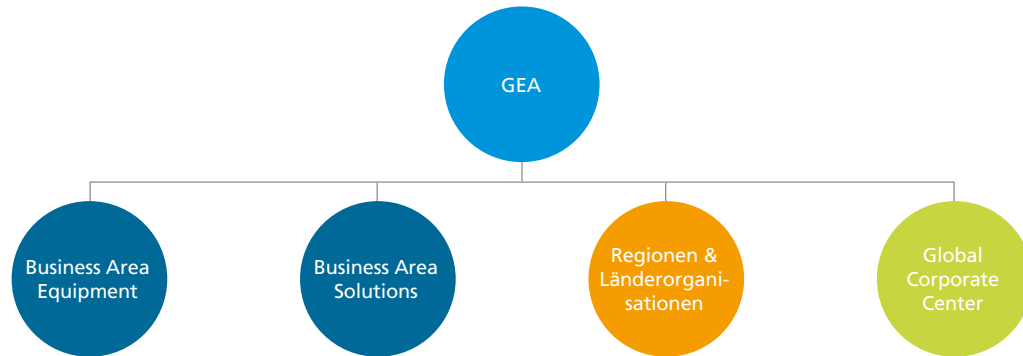 GEA
Business Area
Equipment
Business Area
Solutions
Regionen &
Länderorgani-
sationen
Global
Corporate
Center